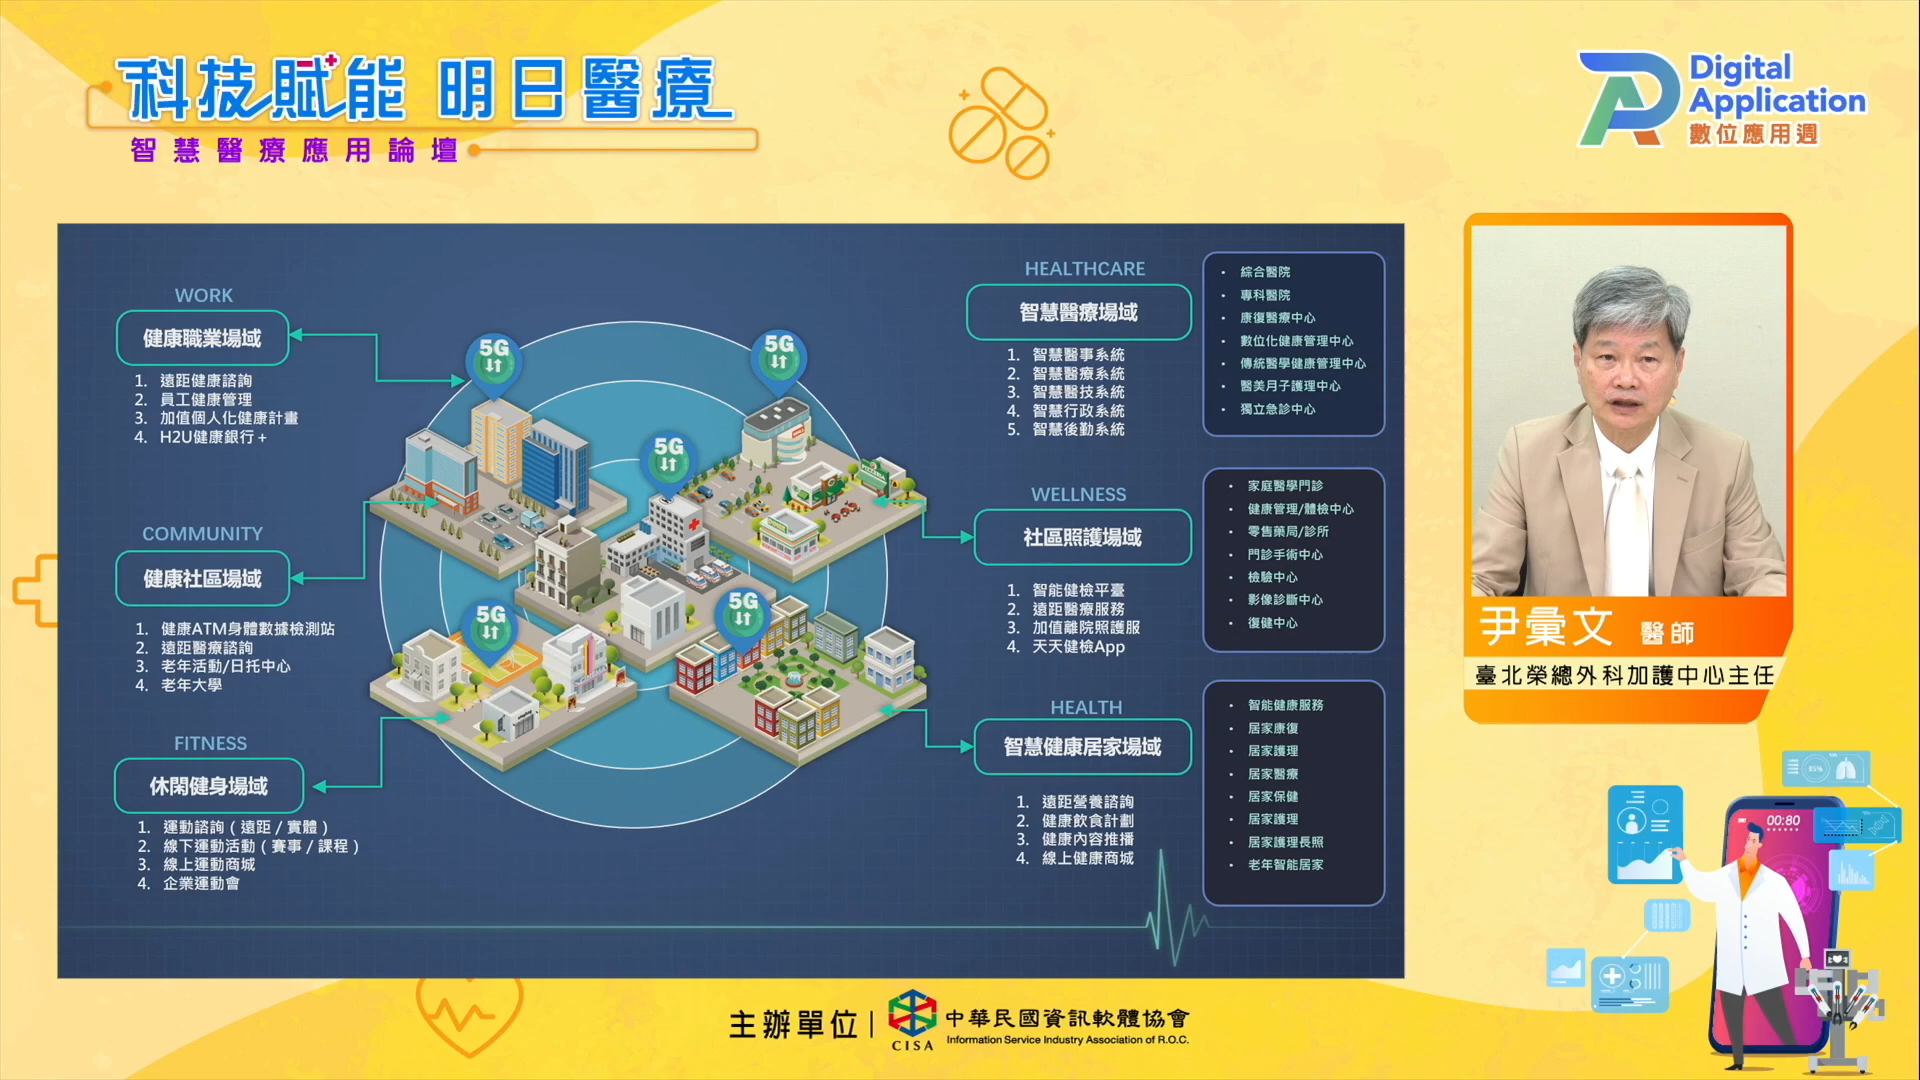 科技賦能 明日醫療
智慧醫療應用論壇
Digital
Application
數位應用週
WORK
健康職業場域
1. 遠距健康諮詢
2. 員工健康管理
3. 加值個人化健康計畫
4. H2U健康銀行+
COMMUNITY
健康社區場域
1. 健康ATM身體數據檢測站
2. 遠距醫療諮詢
3. 老年活動/日托中心
4. 老年大學
FITNESS
休閑健身場域
1. 運動諮詢(遠距/實體)
2. 線下運動活動(賽事/課程)
3. 線上運動商城
4. 企業運動會
5G
5G
5G
5G
5G
HEALTHCARE
智慧醫療場域
1. 智慧醫事系統
2. 智慧醫療系統
3. 智慧醫技系統
4. 智慧行政系統
5. 智慧後勤系統
• 綜合醫院
• 專科醫院
• 康復醫療中心
• 數位化健康管理中心
• 傳統醫學健康管理中心
• 醫美月子護理中心
• 獨立急診中心
WELLNESS
社區照護場域
1. 智能健檢平臺
2. 遠距醫療服務
3. 加值離院照護服
4. 天天健檢App
• 家庭醫學門診
• 健康管理/體檢中心
• 零售藥局/診所
• 門診手術中心
• 檢驗中心
• 影像診斷中心
• 復健中心
HEALTH
智慧健康居家場域
1. 遠距營養諮詢
2. 健康飲食計劃
3. 健康內容推播
4. 線上健康商城
• 智能健康服務
• 居家康復
• 居家護理
• 居家醫療
• 居家保健
• 居家護理
• 居家護理長照
• 老年智能居家
尹彙文 醫師
臺北榮總外科加護中心主任
00:80
主辦單位
CISA
中華民國資訊軟體協會
Information Service Industry Association of R.O.C.